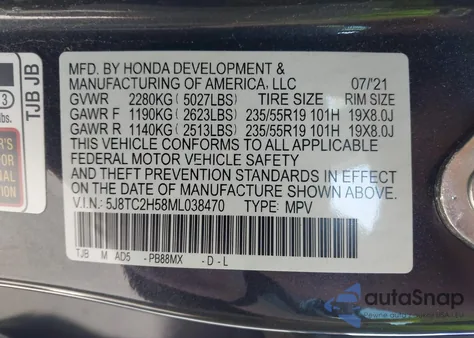 MFD. BY HONDA DEVELOPMENT &
MANUFACTURING OF AMERICA, LLC 07/'21
GVWR 2280KG (5027LBS) TIRE SIZE RIM SIZE
GAWR F 1190KG (2623LBS) 235/55R19 101H 19X8.0J
GAWR R 1140KG (2513LBS) 235/55R19 101H 19X8.0J
THIS VEHICLE CONFORMS TO ALL APPLICABLE
FEDERAL MOTOR VEHICLE SAFETY
AND THEFT PREVENTION STANDARDS IN EFFECT ON
THE DATE OF MANUFACTURE SHOWN ABOVE.
V.I.N.: 5J8TC2H58ML038470 TYPE: MPV
TJB M AD5 -PB88MX -D-L
TJB JB
3
lbs.
autoSnap